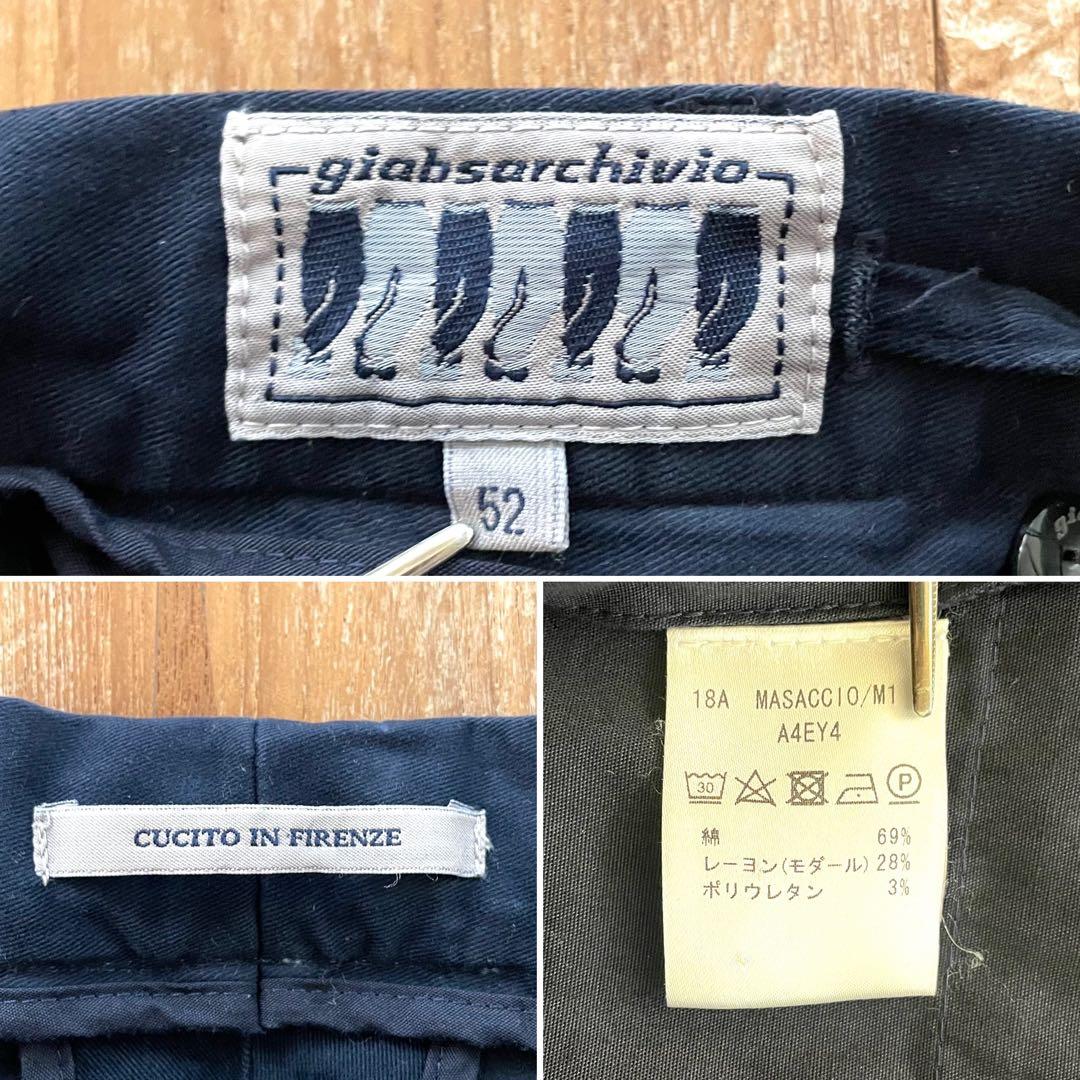 giabsarchivio
52
CUCITO IN FIRENZE
18A MASACCIO/M1
A4EY4
30
P
綿 69%
レーヨン(モダール) 28%
ポリウレタン 3%